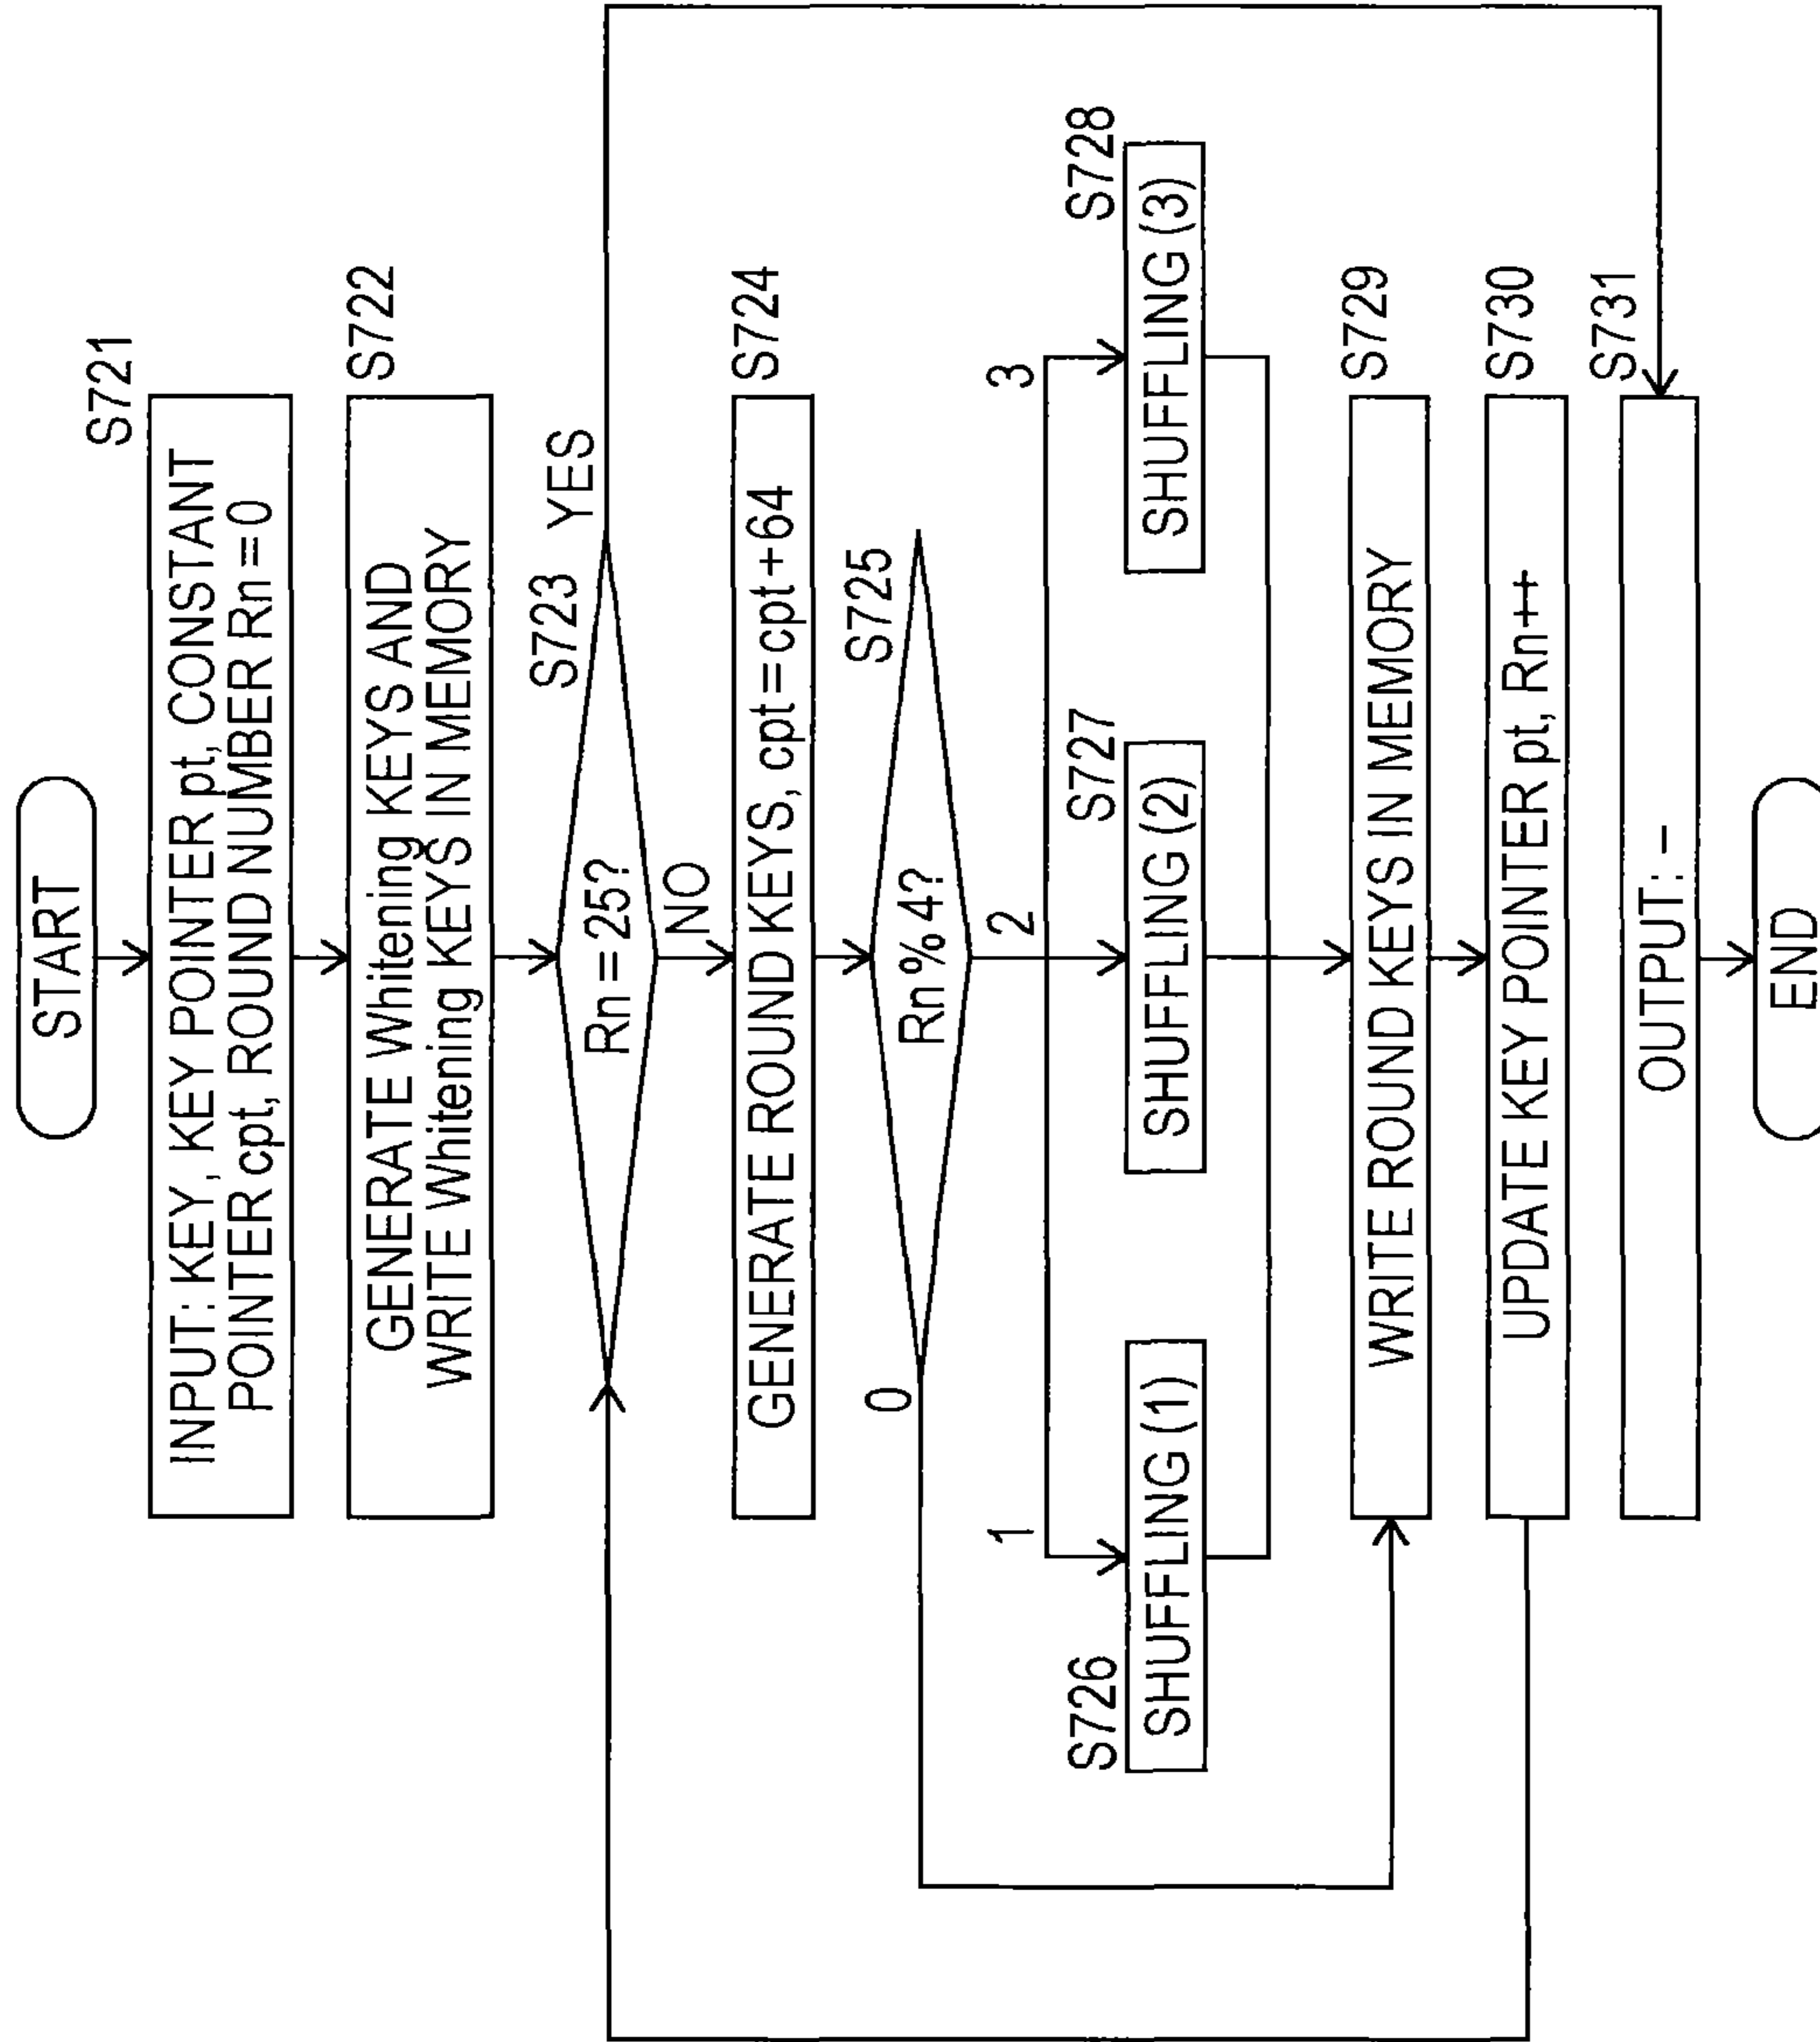 START
S721
INPUT: KEY, KEY POINTER pt, CONSTANT
POINTER cpt, ROUND NUMBER Rn = 0
S722
GENERATE Whitening KEYS AND
WRITE Whitening KEYS IN MEMORY
S723
YES
Rn = 25?
NO
S724
GENERATE ROUND KEYS, cpt = cpt + 64
S725
Rn % 4?
0
1
2
3
S726
SHUFFLING (1)
S727
SHUFFLING (2)
S728
SHUFFLING (3)
S729
WRITE ROUND KEYS IN MEMORY
S730
UPDATE KEY POINTER pt, Rn++
S731
OUTPUT: –
END